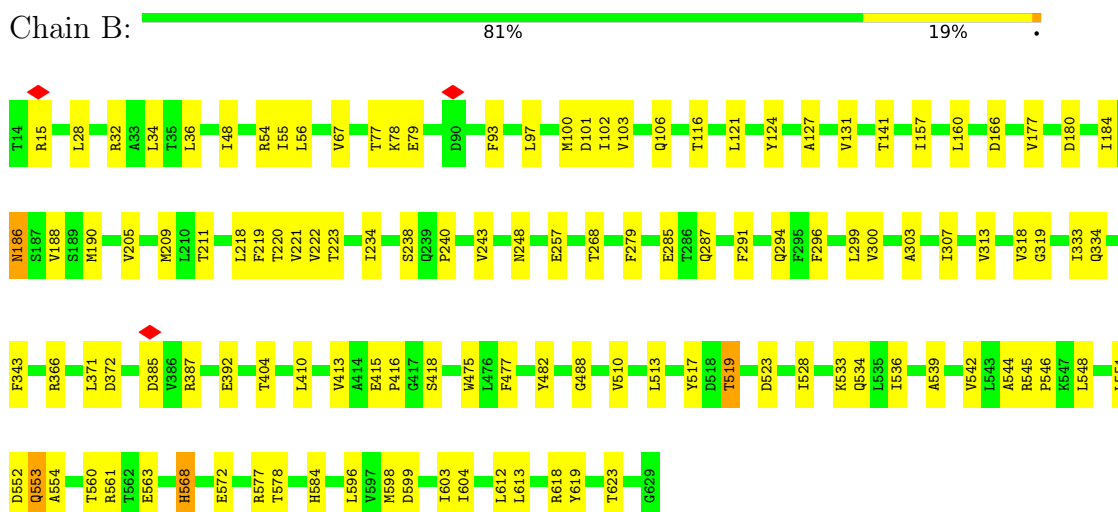 Chain B:
81% 19% •
T14 R15 L28 R32 A33 L34 T35 L36 I48 R54 I55 L56 V67 T77 K78 E79 D90 F93 L97 M100 D101 I102 V103 Q106 T116 L121 Y124 A127 V131 T141 I157 L160 D166 V177 D180 I184
N186 S187 V188 S189 M190 V205 M209 L210 T211 L218 F219 T220 V221 V222 T223 I234 S238 Q239 P240 V243 N248 E257 T268 F279 E285 T286 Q287 F291 Q294 F295 F296 L299 V300 A303 I307 V313 V318 G319 I333 Q334
F343 R366 L371 D372 D385 V386 R387 E392 T404 L410 V413 A414 E415 P416 G417 S418 W475 L476 F477 Y482 G488 V510 L513 Y517 D518 T519 D523 I528 K533 Q534 L535 I536 A539 V542 L543 A544 R545 P546 K547 L548
D552 Q553 A554 T560 R561 T562 E563 H568 E572 R577 T578 H584 L596 V597 M598 D599 I603 I604 L612 L613 R618 Y619 T623 G629